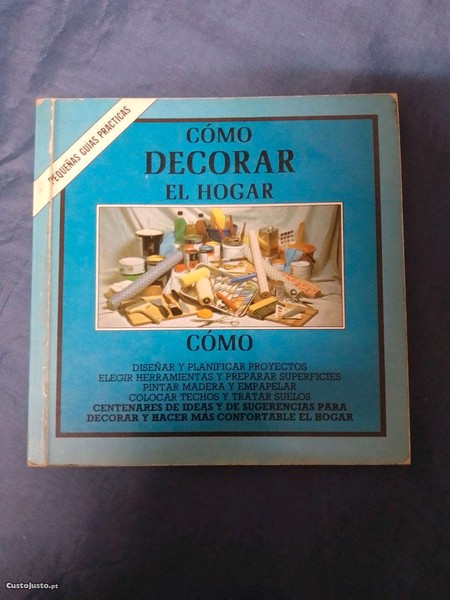 PEQUEÑAS GUIAS PRACTICAS
CÓMO
DECORAR
EL HOGAR
CÓMO
DISEÑAR Y PLANIFICAR PROYECTOS
ELEGIR HERRAMIENTAS Y PREPARAR SUPERFICIES
PINTAR MADERA Y EMPAPELAR
COLOCAR TECHOS Y TRATAR SUELOS
CENTENARES DE IDEAS Y DE SUGERENCIAS PARA
DECORAR Y HACER MÁS CONFORTABLE EL HOGAR
CustoJusto.pt